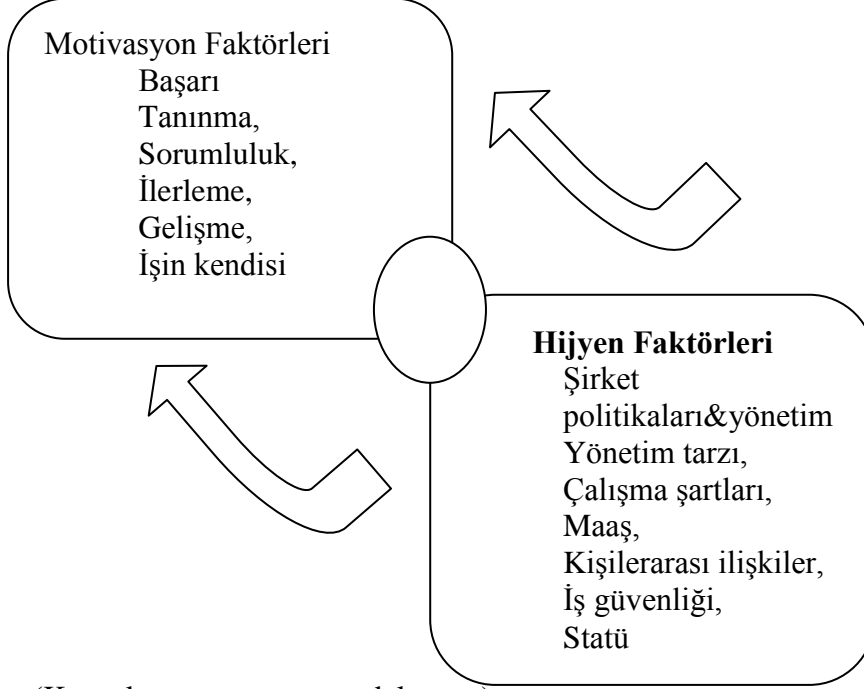 Motivasyon Faktörleri
Başarı
Tanınma,
Sorumluluk,
İlerleme,
Gelişme,
İşin kendisi
Hijyen Faktörleri
Şirket
politikaları&yönetim
Yönetim tarzı,
Çalışma şartları,
Maaş,
Kişilerarası ilişkiler,
İş güvenliği,
Statü